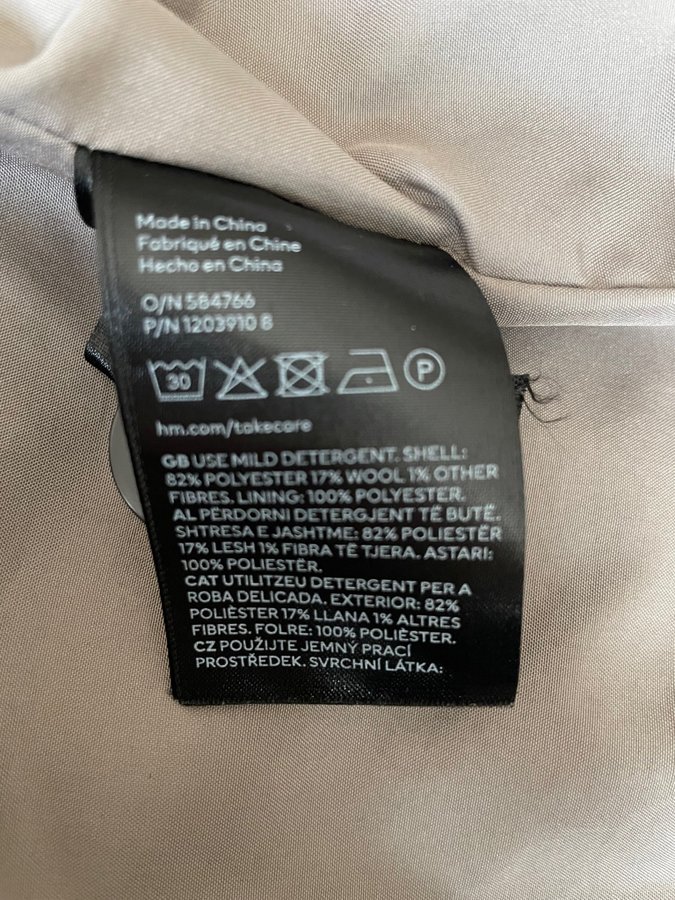 Made in China
Fabriqué en Chine
Hecho en China
O/N 584766
P/N 1203910 8
30 P
hm.com/takecare
GB USE MILD DETERGENT. SHELL:
82% POLYESTER 17% WOOL 1% OTHER
FIBRES. LINING: 100% POLYESTER.
AL PËRDORNI DETERGJENT TË BUTË.
SHTRESA E JASHTME: 82% POLIESTËR
17% LESH 1% FIBRA TË TJERA. ASTARI:
100% POLIESTËR.
CAT UTILITZEU DETERGENT PER A
ROBA DELICADA. EXTERIOR: 82%
POLIÈSTER 17% LLANA 1% ALTRES
FIBRES. FOLRE: 100% POLIÈSTER.
CZ POUŽIJTE JEMNÝ PRACÍ
PROSTŘEDEK. SVRCHNÍ LÁTKA: